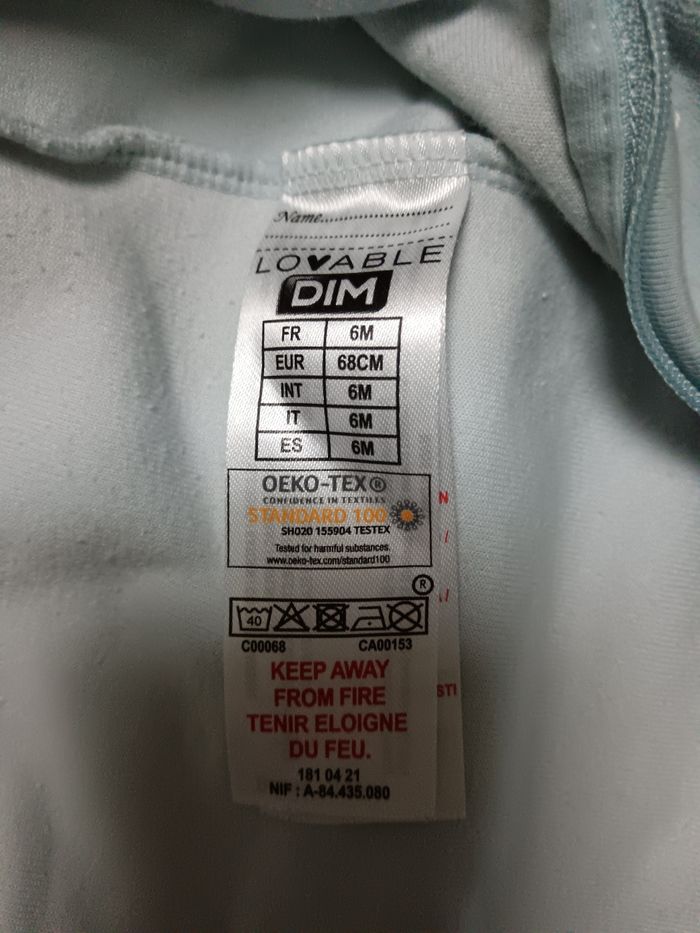 Name
LOVABLE
DIM
FR 6M
EUR 68CM
INT 6M
IT 6M
ES 6M
OEKO-TEX®
CONFIDENCE IN TEXTILES
STANDARD 100
SH020 155904 TESTEX
Tested for harmful substances.
www.oeko-tex.com/standard100
®
40
C00068 CA00153
KEEP AWAY
FROM FIRE
TENIR ELOIGNE
DU FEU.
181 04 21
NIF : A-84.435.080